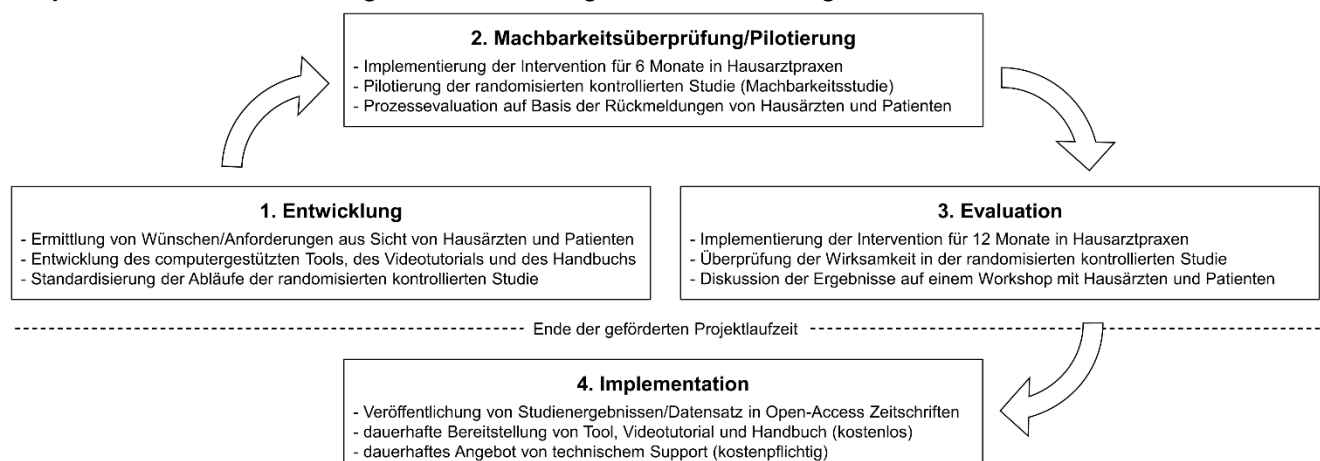 2. Machbarkeitsüberprüfung/Pilotierung
- Implementierung der Intervention für 6 Monate in Hausarztpraxen
- Pilotierung der randomisierten kontrollierten Studie (Machbarkeitsstudie)
- Prozessevaluation auf Basis der Rückmeldungen von Hausärzten und Patienten
1. Entwicklung
- Ermittlung von Wünschen/Anforderungen aus Sicht von Hausärzten und Patienten
- Entwicklung des computergestützten Tools, des Videotutorials und des Handbuchs
- Standardisierung der Abläufe der randomisierten kontrollierten Studie
3. Evaluation
- Implementierung der Intervention für 12 Monate in Hausarztpraxen
- Überprüfung der Wirksamkeit in der randomisierten kontrollierten Studie
- Diskussion der Ergebnisse auf einem Workshop mit Hausärzten und Patienten
Ende der geförderten Projektlaufzeit
4. Implementation
- Veröffentlichung von Studienergebnissen/Datensatz in Open-Access Zeitschriften
- dauerhafte Bereitstellung von Tool, Videotutorial und Handbuch (kostenlos)
- dauerhaftes Angebot von technischem Support (kostenpflichtig)